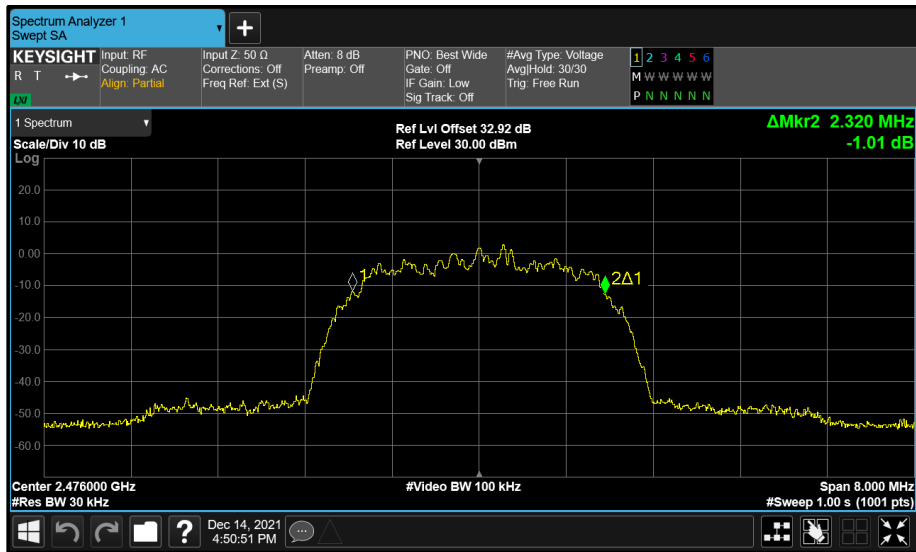 Spectrum Analyzer 1
Swept SA
+
KEYSIGHT Input: RF Input Z: 50 Ω Atten: 8 dB PNO: Best Wide #Avg Type: Voltage 1 2 3 4 5 6
R T Coupling: AC Corrections: Off Preamp: Off Gate: Off Avg|Hold: 30/30 M W W W W W
Align: Partial Freq Ref: Ext (S) IF Gain: Low Trig: Free Run P N N N N N
LXI Sig Track: Off
1 Spectrum Ref Lvl Offset 32.92 dB ΔMkr2 2.320 MHz
Scale/Div 10 dB Ref Level 30.00 dBm -1.01 dB
Log
20.0
10.0
0.00
-10.0
1 2Δ1
-20.0
-30.0
-40.0
-50.0
-60.0
Center 2.476000 GHz #Video BW 100 kHz Span 8.000 MHz
#Res BW 30 kHz #Sweep 1.00 s (1001 pts)
? Dec 14, 2021
4:50:51 PM